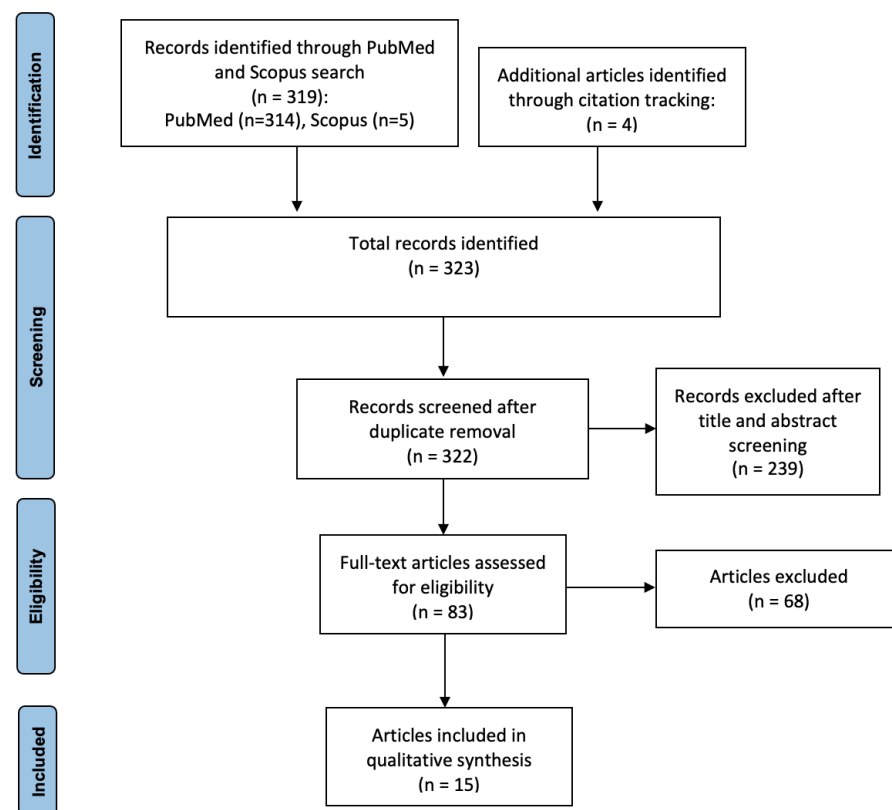 Identification
Records identified through PubMed
and Scopus search
(n = 319):
PubMed (n=314), Scopus (n=5)
Additional articles identified
through citation tracking:
(n = 4)
Screening
Total records identified
(n = 323)
Records screened after
duplicate removal
(n = 322)
Records excluded after
title and abstract
screening
(n = 239)
Eligibility
Full-text articles assessed
for eligibility
(n = 83)
Articles excluded
(n = 68)
Included
Articles included in
qualitative synthesis
(n = 15)